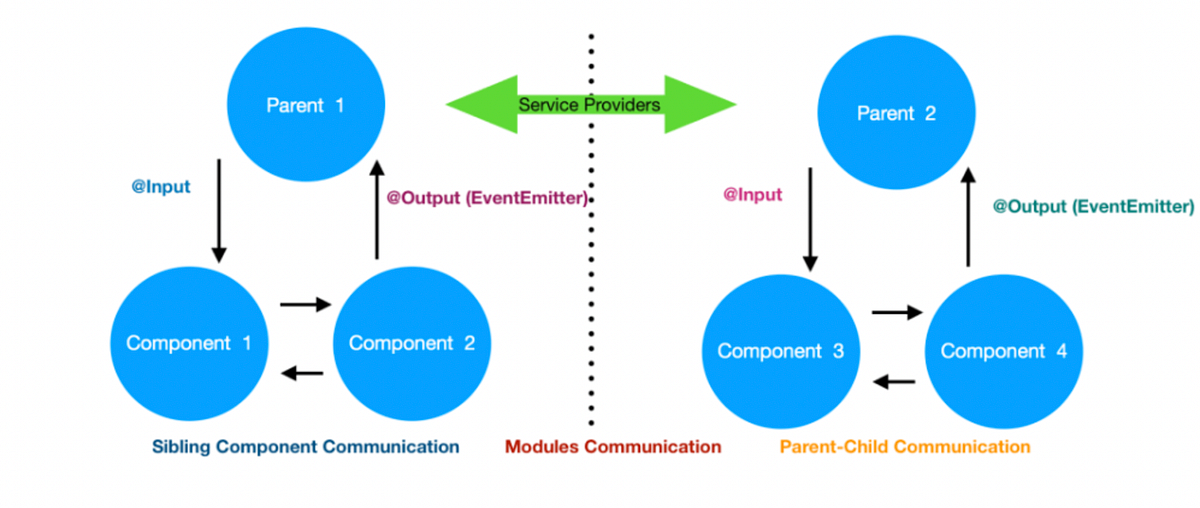 Parent 1
Service Providers
Parent 2
@Input
@Output (EventEmitter)
@Input
@Output (EventEmitter)
Component 1
Component 2
Component 3
Component 4
Sibling Component Communication
Modules Communication
Parent-Child Communication